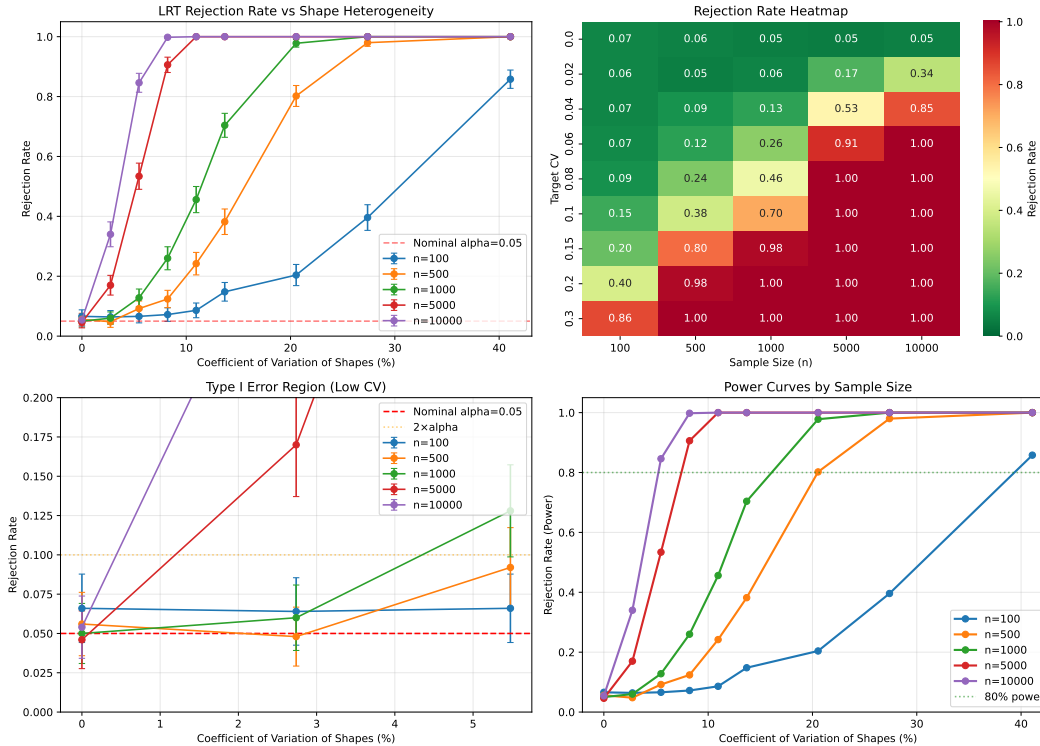 LRT Rejection Rate vs Shape Heterogeneity
1.0
0.8
0.6
0.4
0.2
0.0
Rejection Rate
0
10
20
30
40
Coefficient of Variation of Shapes (%)
Nominal alpha=0.05
n=100
n=500
n=1000
n=5000
n=10000
Rejection Rate Heatmap
0.0 0.07 0.06 0.05 0.05 0.05
0.02 0.06 0.05 0.06 0.17 0.34
0.04 0.07 0.09 0.13 0.53 0.85
0.06 0.07 0.12 0.26 0.91 1.00
0.08 0.09 0.24 0.46 1.00 1.00
0.1 0.15 0.38 0.70 1.00 1.00
0.15 0.20 0.80 0.98 1.00 1.00
0.2 0.40 0.98 1.00 1.00 1.00
0.3 0.86 1.00 1.00 1.00 1.00
Target CV
100 500 1000 5000 10000
Sample Size (n)
1.0
0.8
0.6
0.4
0.2
0.0
Rejection Rate
Type I Error Region (Low CV)
0.200
0.175
0.150
0.125
0.100
0.075
0.050
0.025
0.000
Rejection Rate
0
1
2
3
4
5
Coefficient of Variation of Shapes (%)
Nominal alpha=0.05
2×alpha
n=100
n=500
n=1000
n=5000
n=10000
Power Curves by Sample Size
1.0
0.8
0.6
0.4
0.2
0.0
Rejection Rate (Power)
0
10
20
30
40
Coefficient of Variation of Shapes (%)
n=100
n=500
n=1000
n=5000
n=10000
80% power